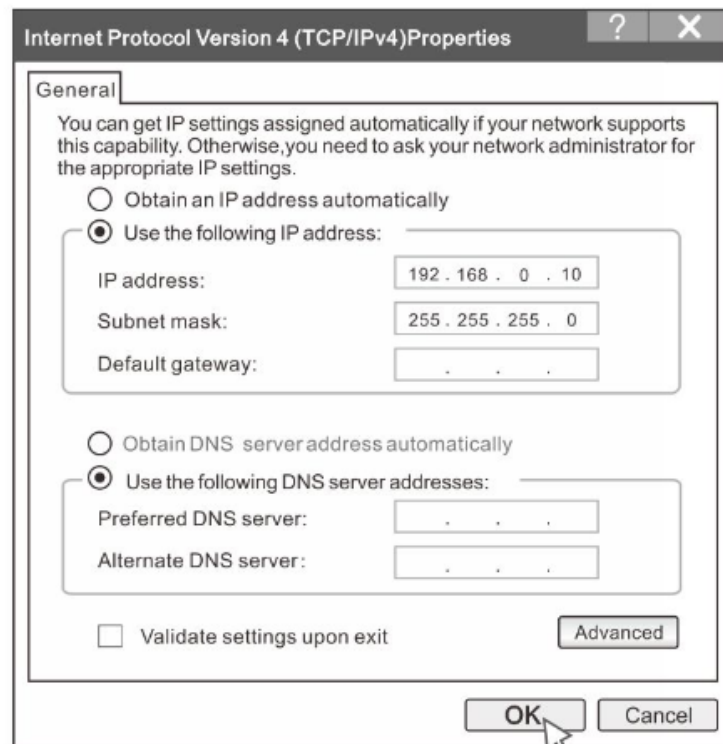 Internet Protocol Version 4 (TCP/IPv4)Properties ? X
General
You can get IP settings assigned automatically if your network supports
this capability. Otherwise,you need to ask your network administrator for
the appropriate IP settings.
Obtain an IP address automatically
Use the following IP address:
IP address: 192 . 168 . 0 . 10
Subnet mask: 255 . 255 . 255 . 0
Default gateway: . . .
Obtain DNS server address automatically
Use the following DNS server addresses:
Preferred DNS server: . . .
Alternate DNS server: . . .
Validate settings upon exit Advanced
OK Cancel